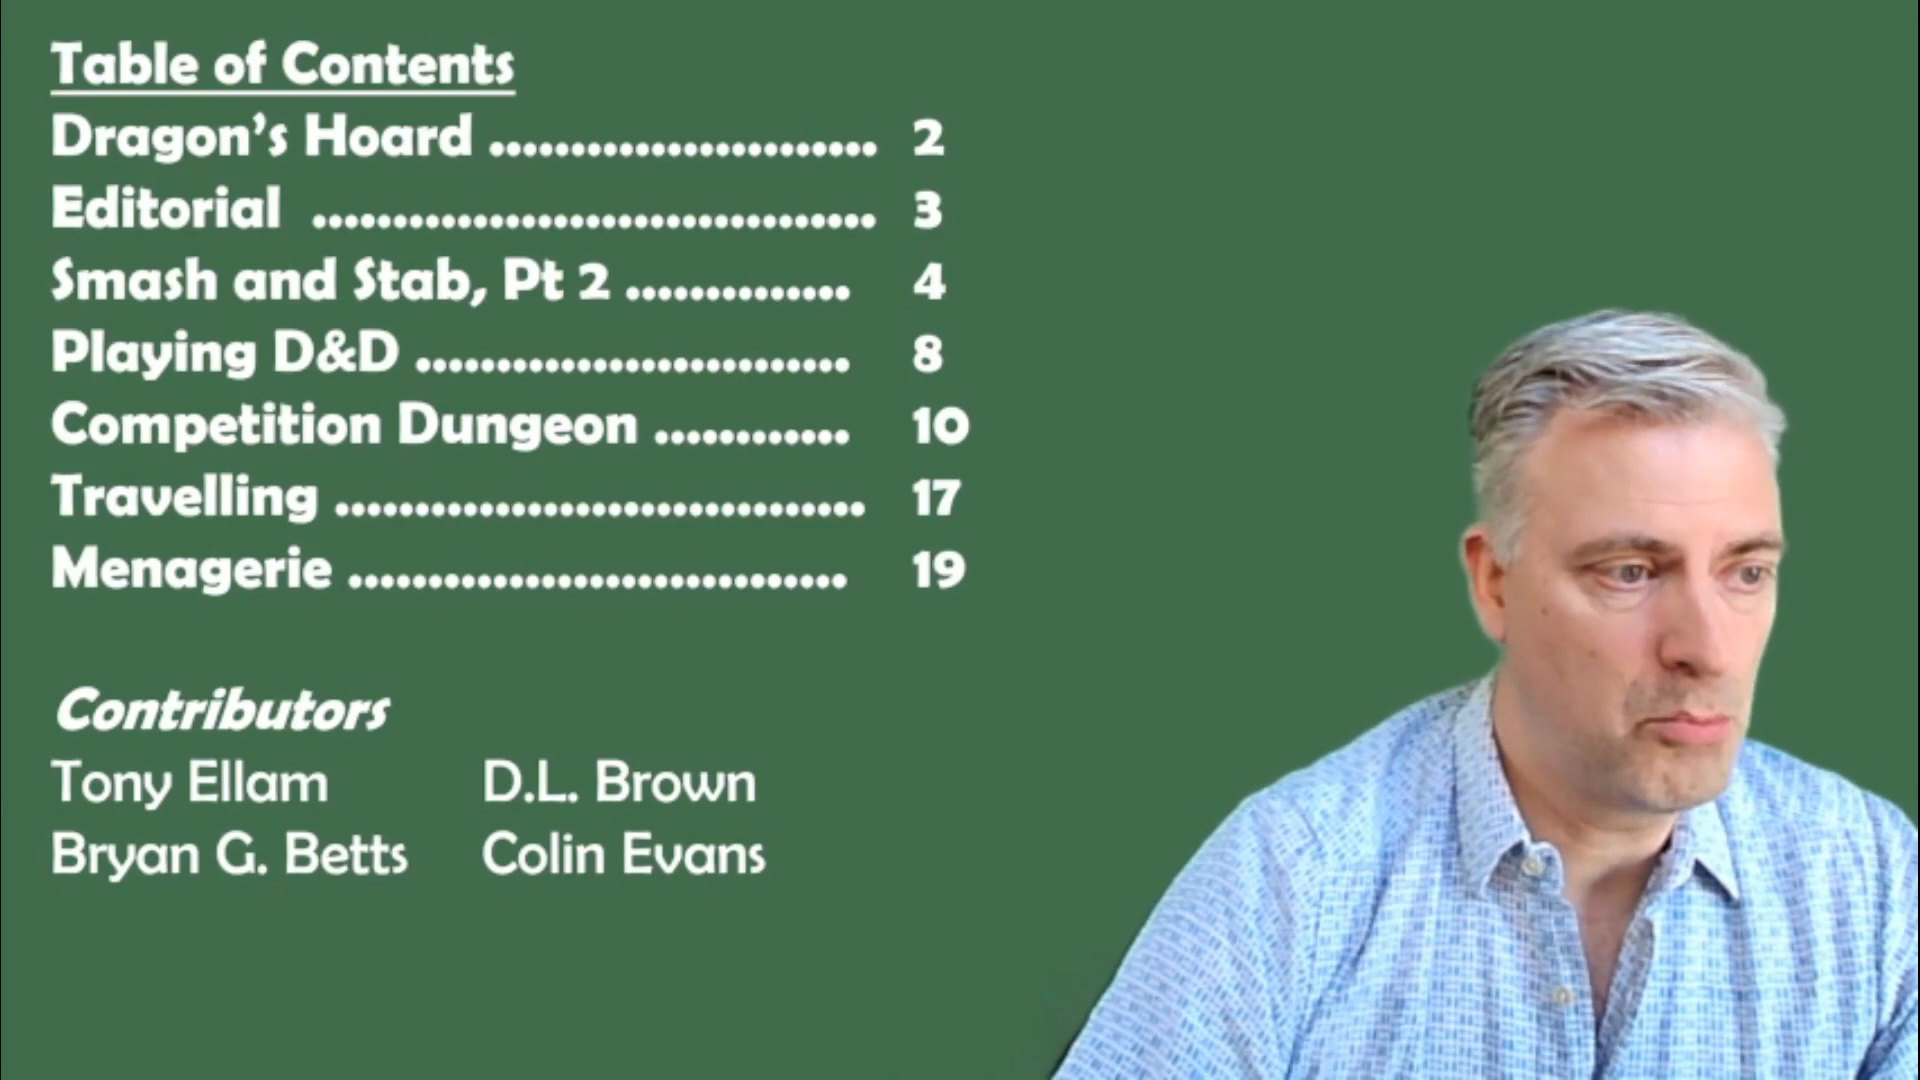 Table of Contents
Dragon’s Hoard ........................ 2
Editorial ................................... 3
Smash and Stab, Pt 2 .............. 4
Playing D&D ........................... 8
Competition Dungeon ............ 10
Travelling ................................. 17
Menagerie ............................... 19
Contributors
Tony Ellam D.L. Brown
Bryan G. Betts Colin Evans